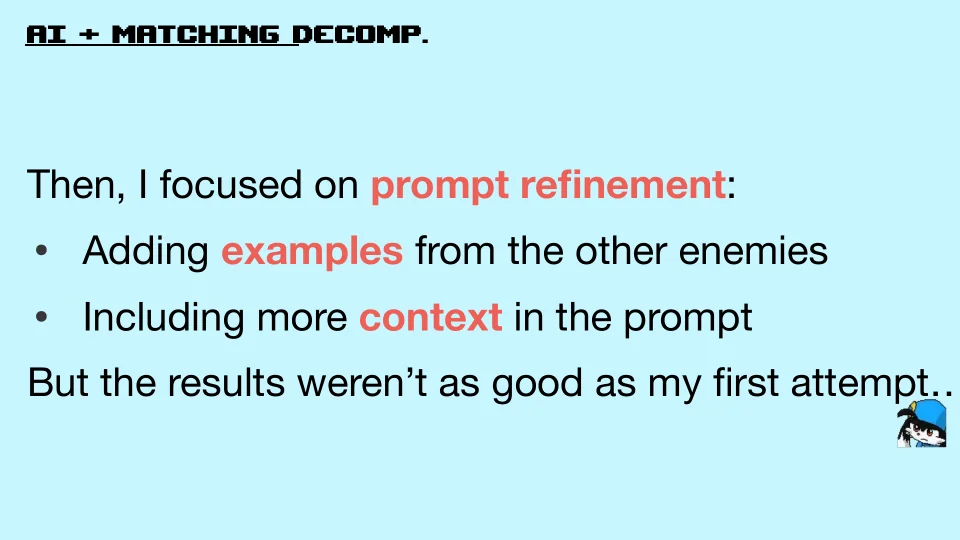 AI + MATCHING DECOMP.
Then, I focused on prompt refinement:
• Adding examples from the other enemies
• Including more context in the prompt
But the results weren’t as good as my first attempt..